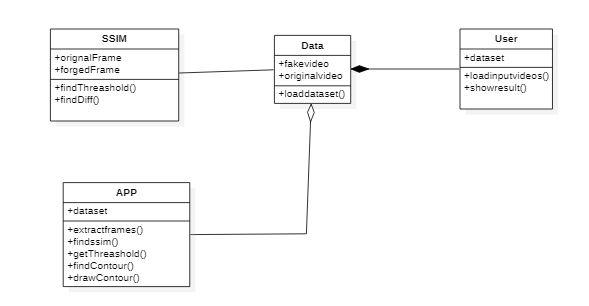 SSIM
+orignalFrame
+forgedFrame
+findThreashold()
+findDiff()
Data
+fakevideo
+originalvideo
+loaddataset()
User
+dataset
+loadinputvideos()
+showresult()
APP
+dataset
+extractframes()
+findssim()
+getThreashold()
+findContour()
+drawContour()